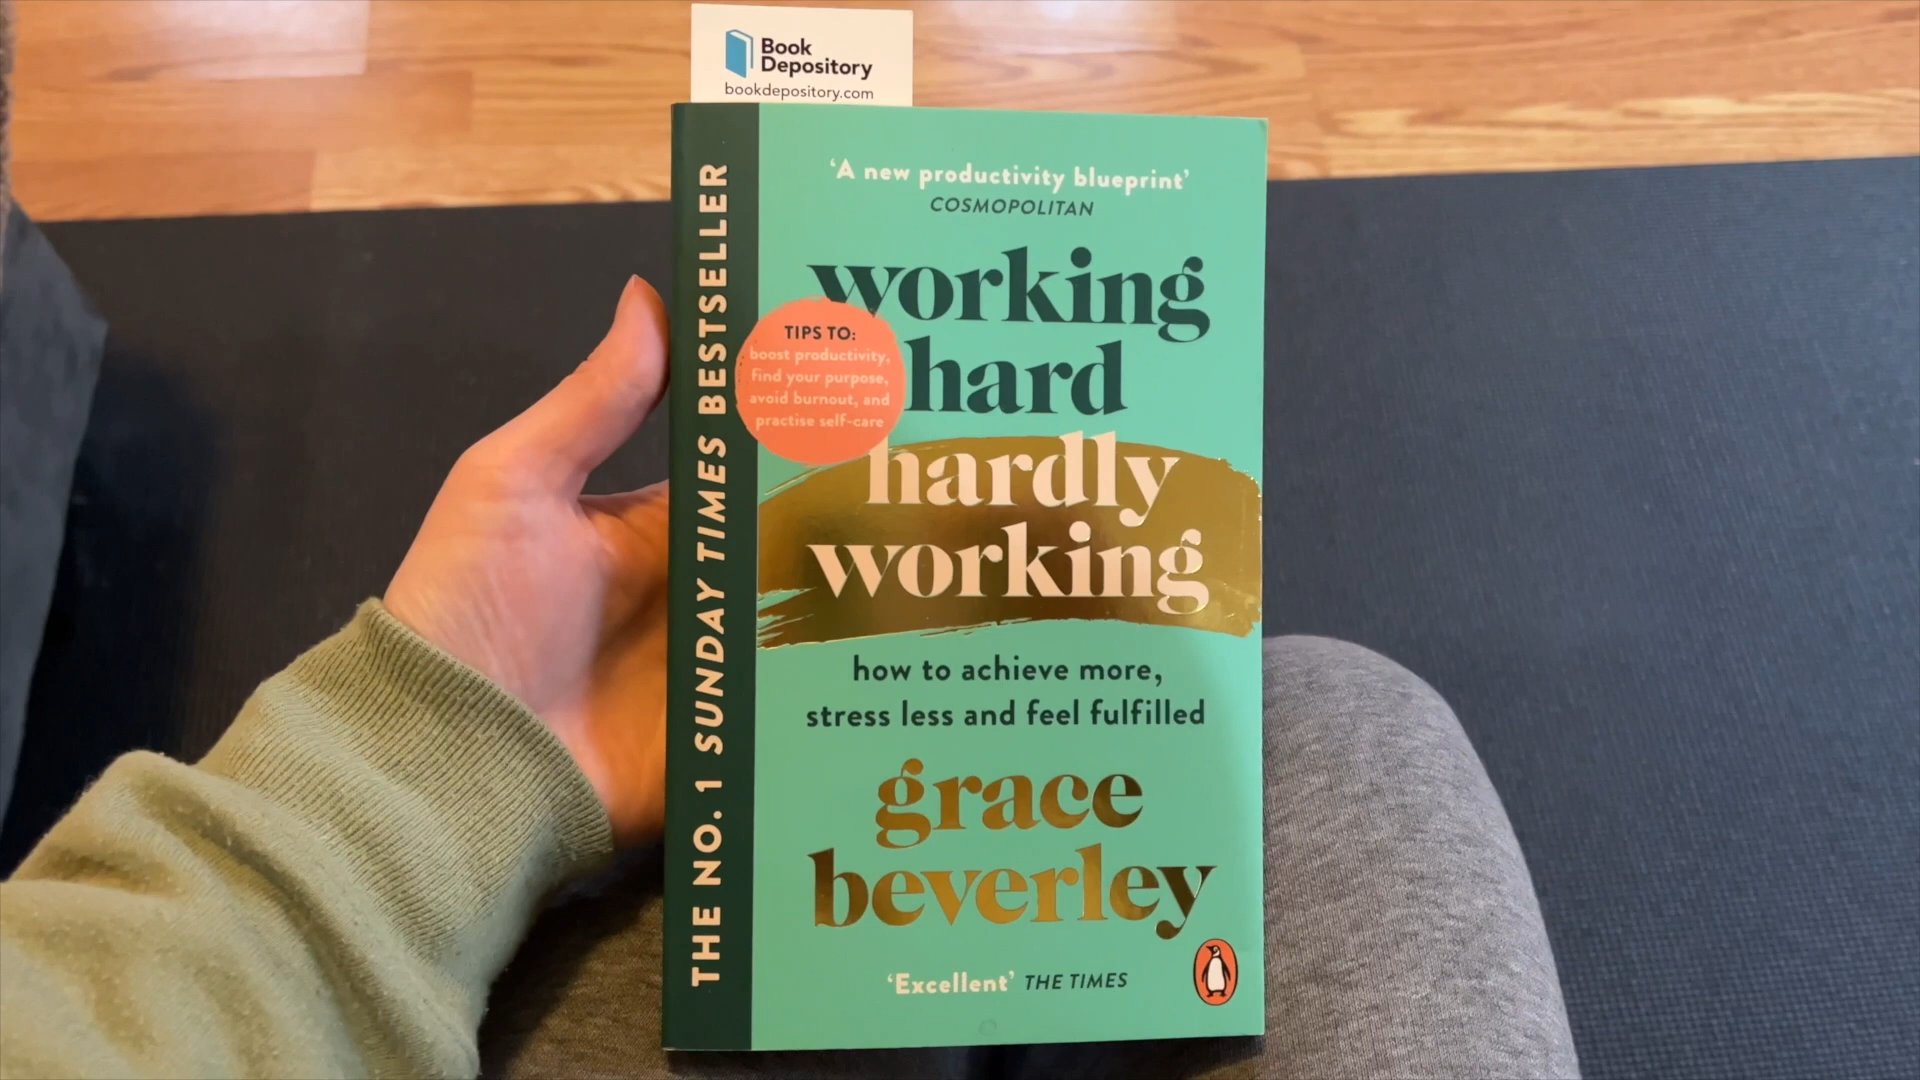 Book
Depository
bookdepository.com
THE NO. 1 SUNDAY TIMES BESTSELLER
‘A new productivity blueprint’
COSMOPOLITAN
working
hard
TIPS TO:
boost productivity,
find your purpose,
avoid burnout, and
practise self-care
hardly
working
how to achieve more,
stress less and feel fulfilled
grace
beverley
‘Excellent’ THE TIMES